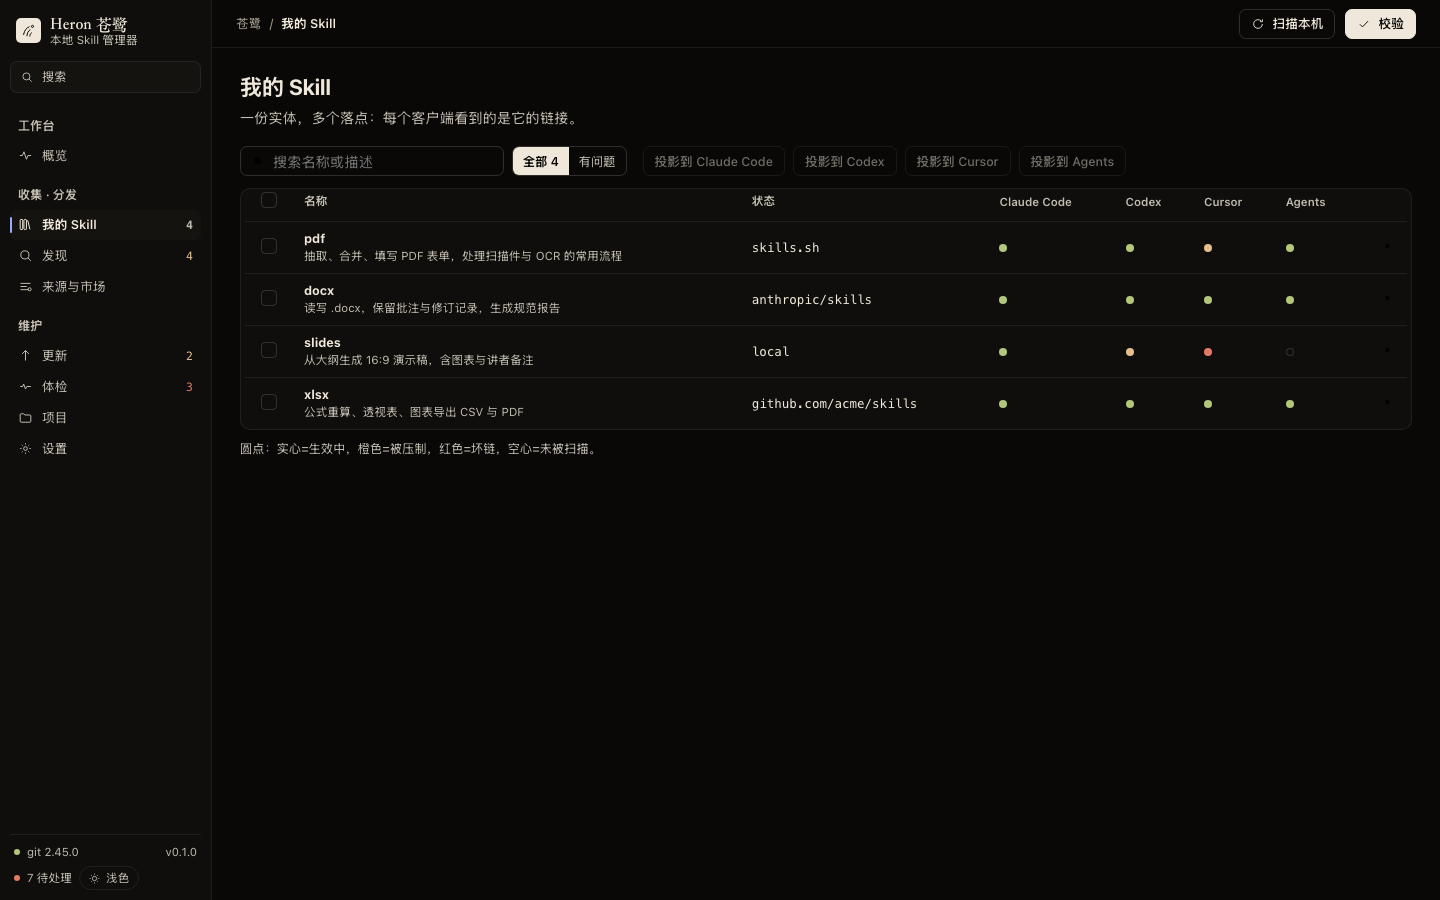 Heron 苍鹭
本地 Skill 管理器
搜索
工作台
概览
收集 · 分发
我的 Skill 4
发现 4
来源与市场
维护
更新 2
体检 3
项目
设置
git 2.45.0 v0.1.0
7 待处理 浅色
苍鹭 / 我的 Skill
扫描本机 校验
我的 Skill
一份实体，多个落点：每个客户端看到的是它的链接。
搜索名称或描述 全部 4 有问题 投影到 Claude Code 投影到 Codex 投影到 Cursor 投影到 Agents
名称 状态 Claude Code Codex Cursor Agents
pdf
抽取、合并、填写 PDF 表单，处理扫描件与 OCR 的常用流程
skills.sh
docx
读写 .docx，保留批注与修订记录，生成规范报告
anthropic/skills
slides
从大纲生成 16:9 演示稿，含图表与讲者备注
local
xlsx
公式重算、透视表、图表导出 CSV 与 PDF
github.com/acme/skills
圆点：实心=生效中，橙色=被压制，红色=坏链，空心=未被扫描。